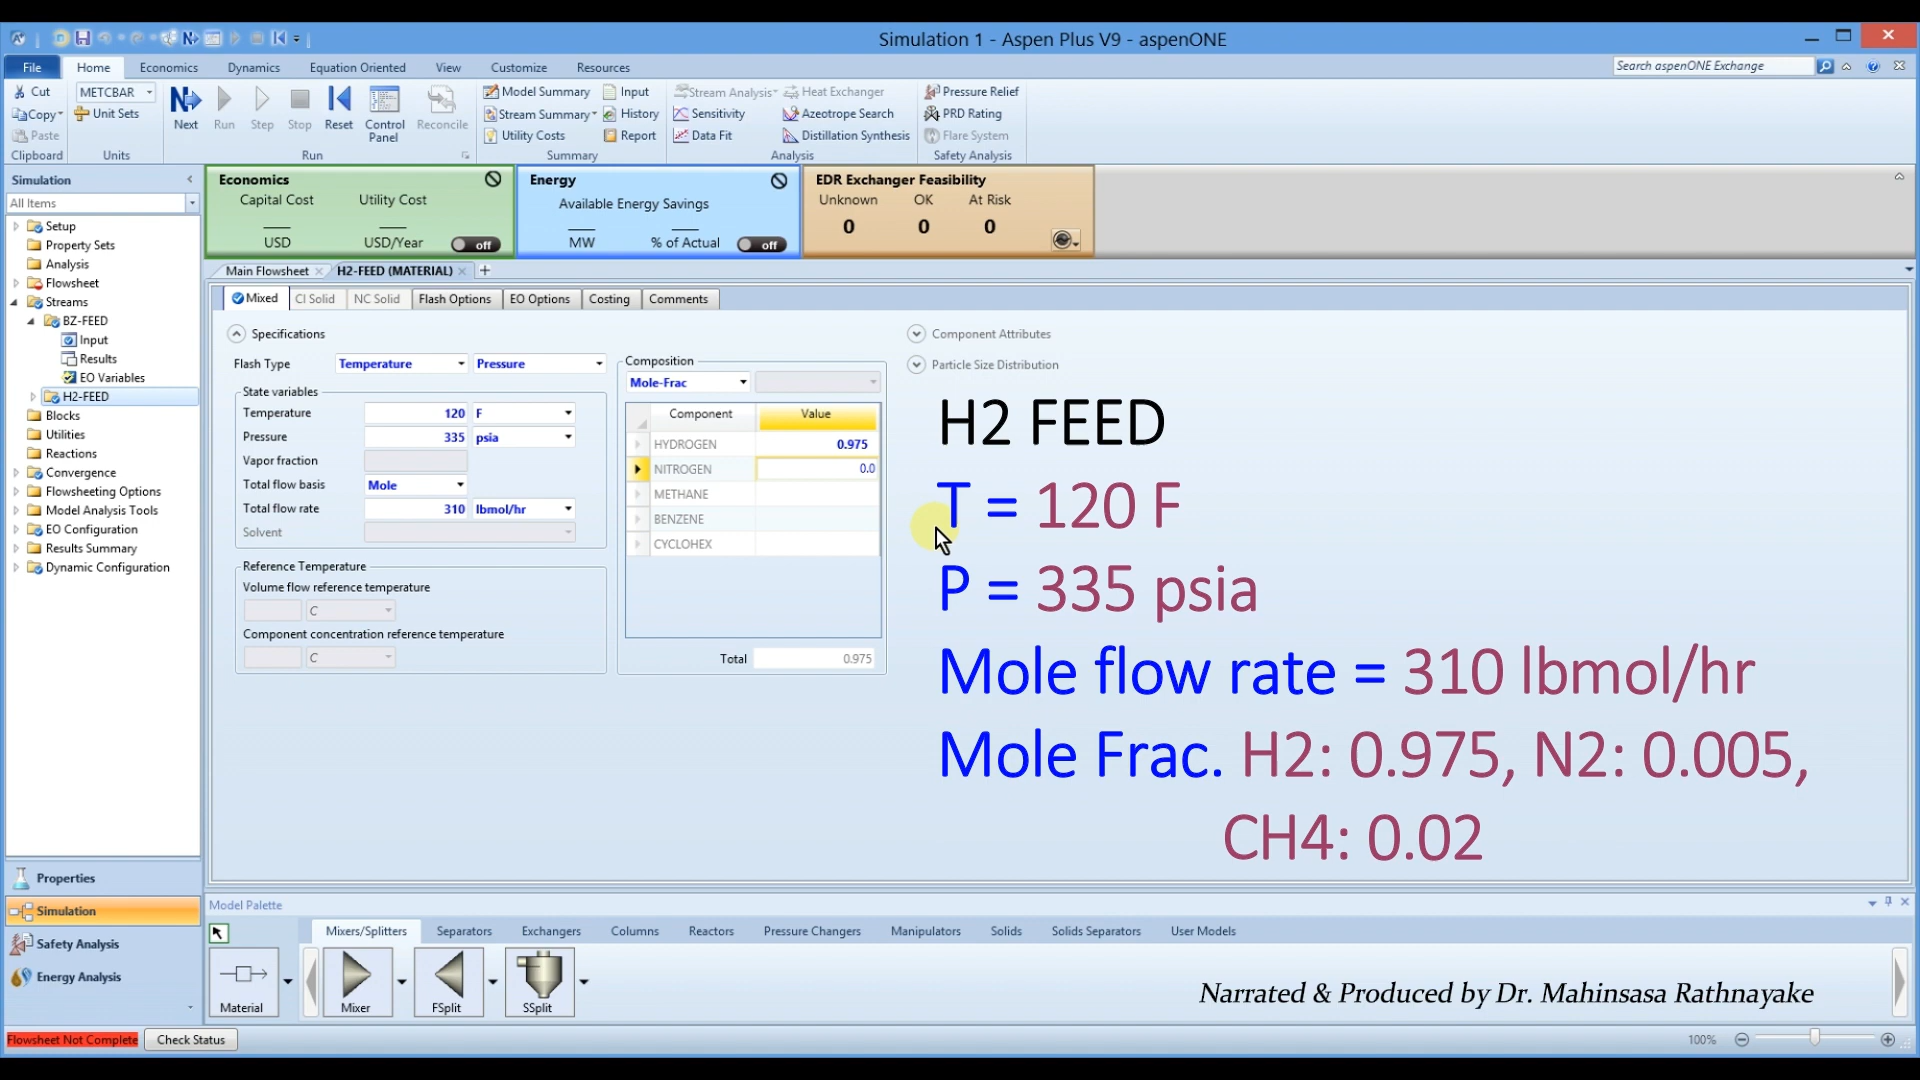 Simulation 1 - Aspen Plus V9 - aspenONE
File Home Economics Dynamics Equation Oriented View Customize Resources Search aspenONE Exchange
Cut METCBAR Model Summary Input Stream Analysis Heat Exchanger Pressure Relief
Copy Unit Sets Next Run Step Stop Reset Control Panel Reconcile Stream Summary History Sensitivity Azeotrope Search PRD Rating
Paste Utility Costs Report Data Fit Distillation Synthesis Flare System
Clipboard Units Run Summary Analysis Safety Analysis
Simulation
All Items
Setup
Property Sets
Analysis
Flowsheet
Streams
BZ-FEED
Input
Results
EO Variables
H2-FEED
Blocks
Utilities
Reactions
Convergence
Flowsheeting Options
Model Analysis Tools
EO Configuration
Results Summary
Dynamic Configuration
Properties
Simulation
Safety Analysis
Energy Analysis
Economics
Capital Cost Utility Cost
USD USD/Year off
Energy
Available Energy Savings
MW % of Actual off
EDR Exchanger Feasibility
Unknown OK At Risk
0 0 0
Main Flowsheet H2-FEED (MATERIAL) +
Mixed CI Solid NC Solid Flash Options EO Options Costing Comments
Specifications
Flash Type Temperature Pressure
State variables
Temperature 120 F
Pressure 335 psia
Vapor fraction
Total flow basis Mole
Total flow rate 310 lbmol/hr
Solvent
Reference Temperature
Volume flow reference temperature
C
Component concentration reference temperature
C
Composition
Mole-Frac
Component Value
HYDROGEN 0.975
NITROGEN 0.0
METHANE
BENZENE
CYCLOHEX
Total 0.975
Component Attributes
Particle Size Distribution
H2 FEED
T = 120 F
P = 335 psia
Mole flow rate = 310 lbmol/hr
Mole Frac. H2: 0.975, N2: 0.005,
CH4: 0.02
Model Palette
Mixers/Splitters Separators Exchangers Columns Reactors Pressure Changers Manipulators Solids Solids Separators User Models
Material Mixer FSplit SSplit
Narrated & Produced by Dr. Mahinsasa Rathnayake
Flowsheet Not Complete Check Status 100%